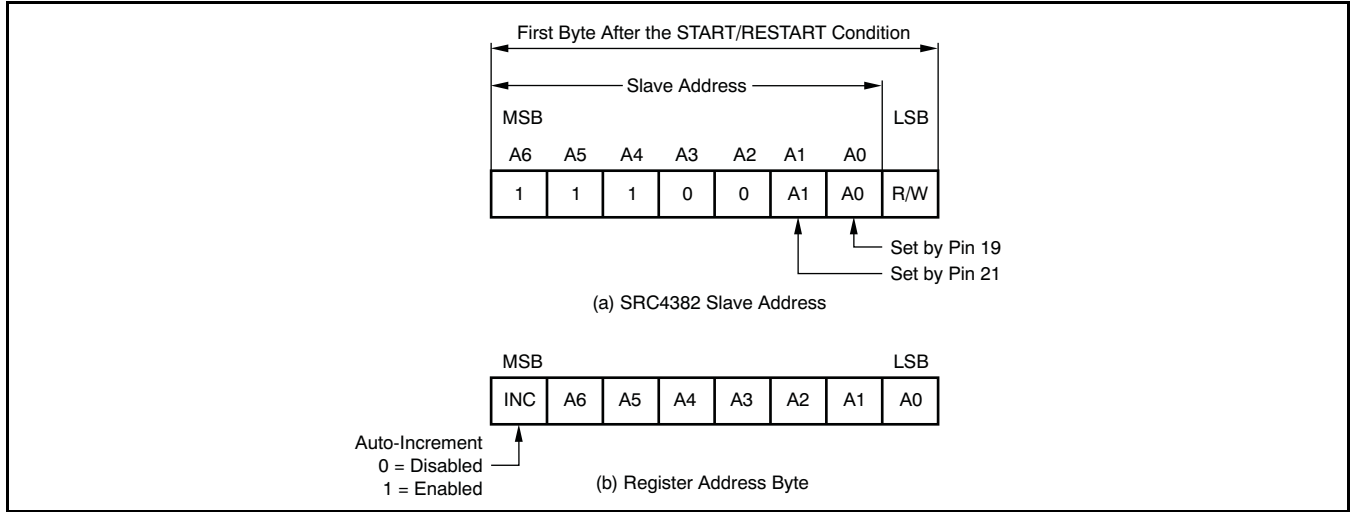 First Byte After the START/RESTART Condition
Slave Address
MSB LSB
A6 A5 A4 A3 A2 A1 A0
1 1 1 0 0 A1 A0 R/W
Set by Pin 19
Set by Pin 21
(a) SRC4382 Slave Address
MSB LSB
INC A6 A5 A4 A3 A2 A1 A0
Auto-Increment
0 = Disabled
1 = Enabled
(b) Register Address Byte